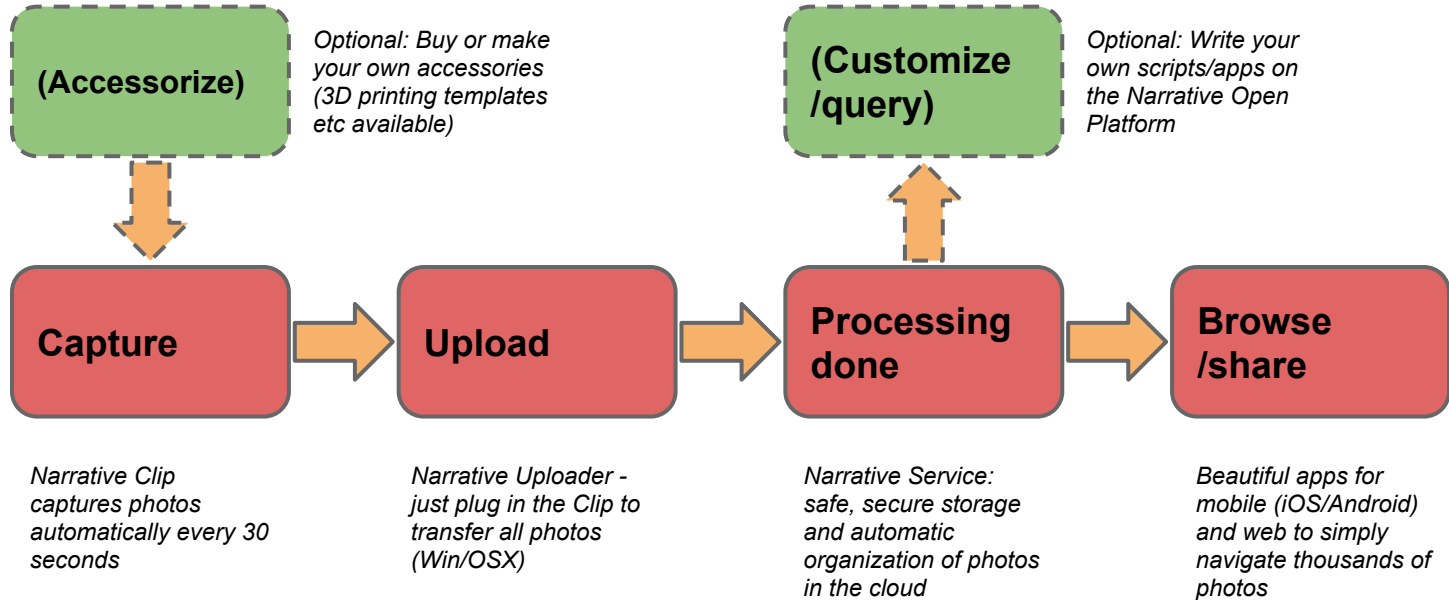 (Accessorize)
Optional: Buy or make
your own accessories
(3D printing templates
etc available)
(Customize
/query)
Optional: Write your
own scripts/apps on
the Narrative Open
Platform
Capture
Upload
Processing
done
Browse
/share
Narrative Clip
captures photos
automatically every 30
seconds
Narrative Uploader -
just plug in the Clip to
transfer all photos
(Win/OSX)
Narrative Service:
safe, secure storage
and automatic
organization of photos
in the cloud
Beautiful apps for
mobile (iOS/Android)
and web to simply
navigate thousands of
photos